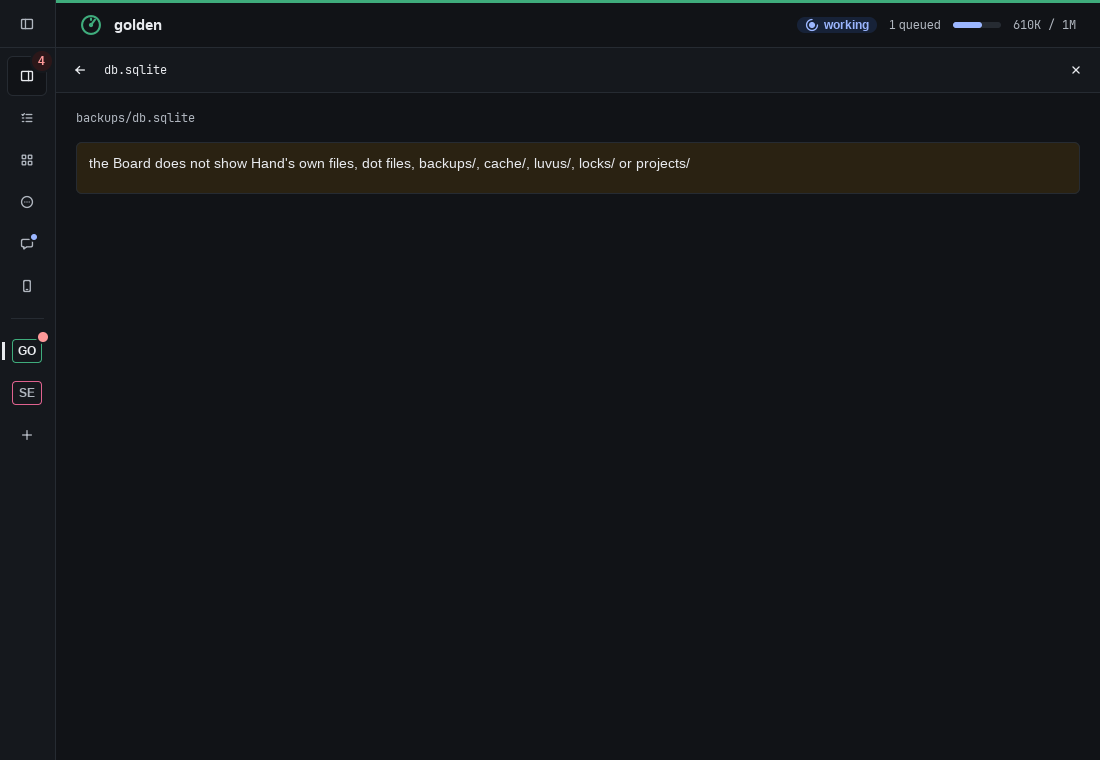 golden
working
1 queued
610K / 1M
4
db.sqlite
backups/db.sqlite
the Board does not show Hand's own files, dot files, backups/, cache/, luvus/, locks/ or projects/
GO
SE